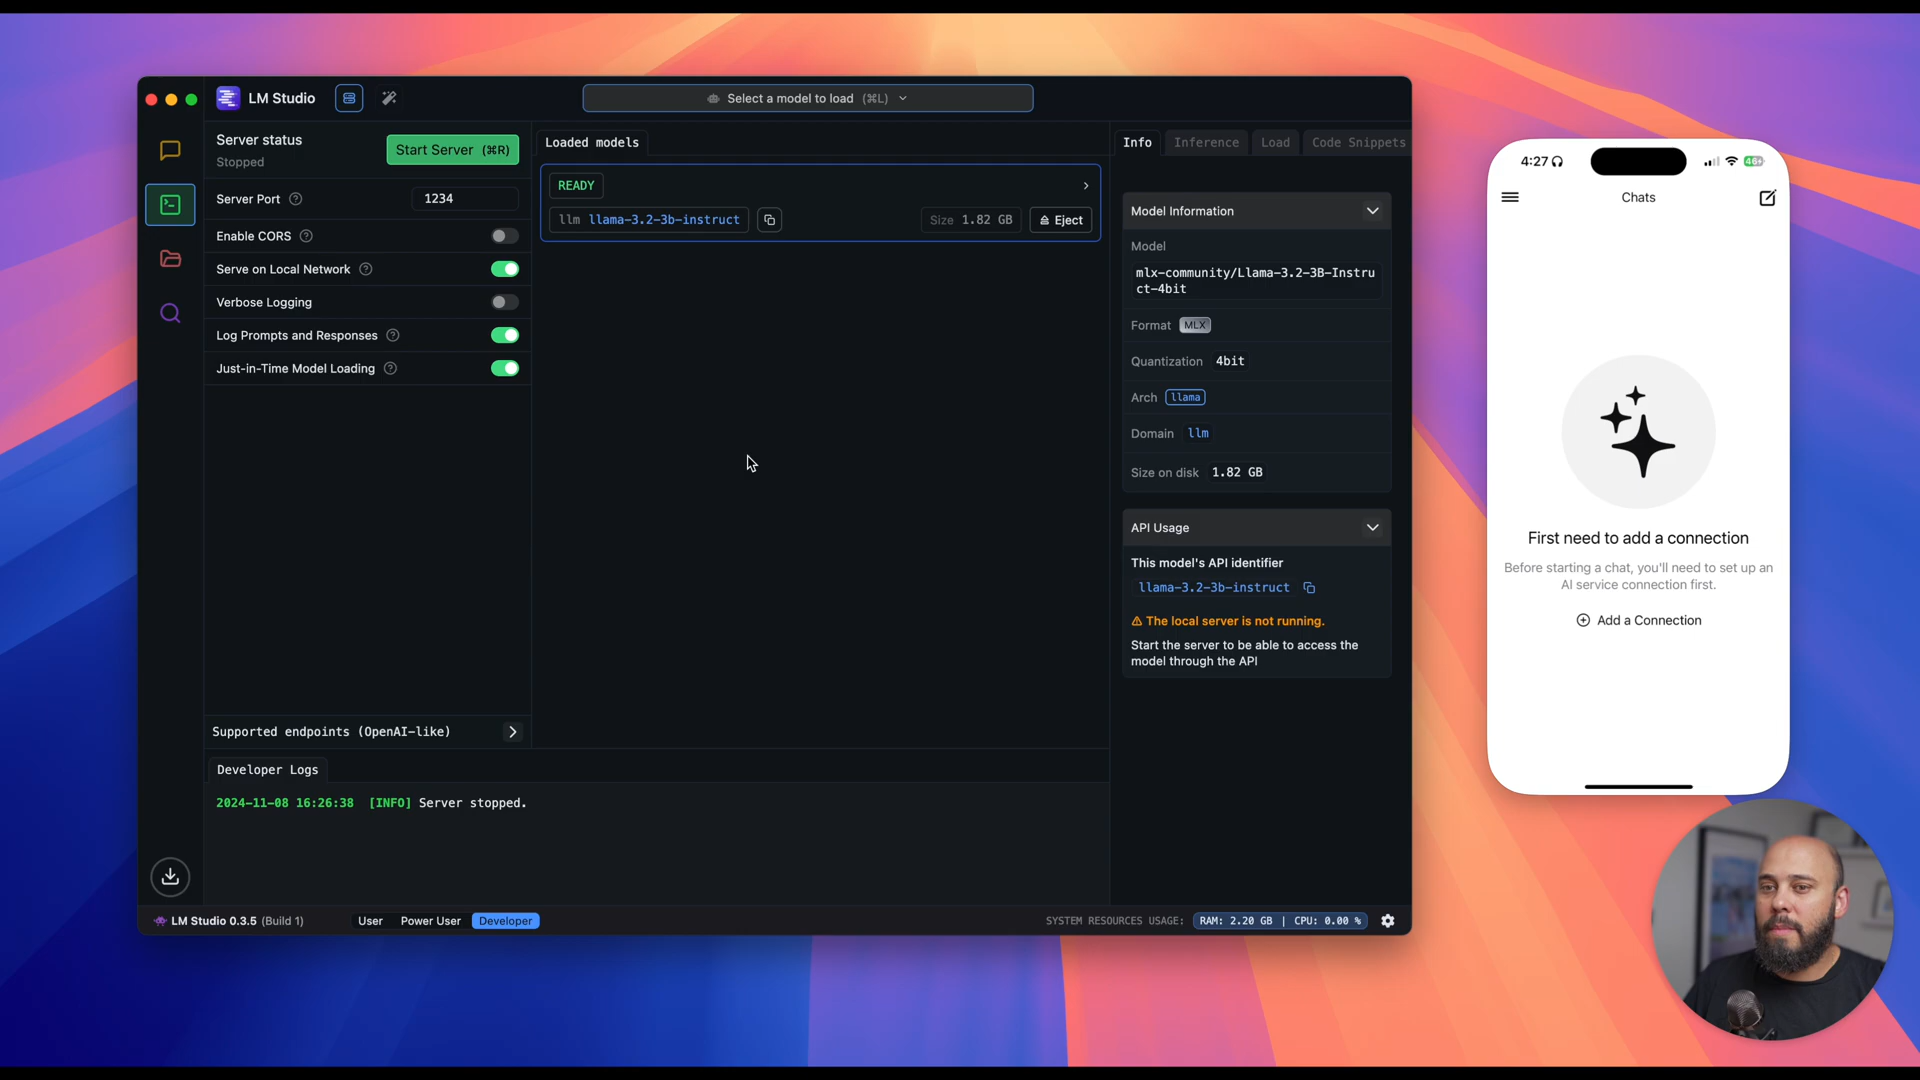 LM Studio
Select a model to load (⌘L)
Server status
Stopped
Start Server (⌘R)
Server Port
1234
Enable CORS
Serve on Local Network
Verbose Logging
Log Prompts and Responses
Just-in-Time Model Loading
Supported endpoints (OpenAI-like)
Loaded models
READY
llm llama-3.2-3b-instruct
Size 1.82 GB
Eject
Developer Logs
2024-11-08 16:26:38 [INFO] Server stopped.
Info
Inference
Load
Code Snippets
Model Information
Model
mlx-community/Llama-3.2-3B-Instru
ct-4bit
Format MLX
Quantization 4bit
Arch llama
Domain llm
Size on disk 1.82 GB
API Usage
This model's API identifier
llama-3.2-3b-instruct
The local server is not running.
Start the server to be able to access the
model through the API
LM Studio 0.3.5 (Build 1)
User
Power User
Developer
SYSTEM RESOURCES USAGE:
RAM: 2.20 GB | CPU: 0.00 %
4:27
46
Chats
First need to add a connection
Before starting a chat, you'll need to set up an
AI service connection first.
Add a Connection